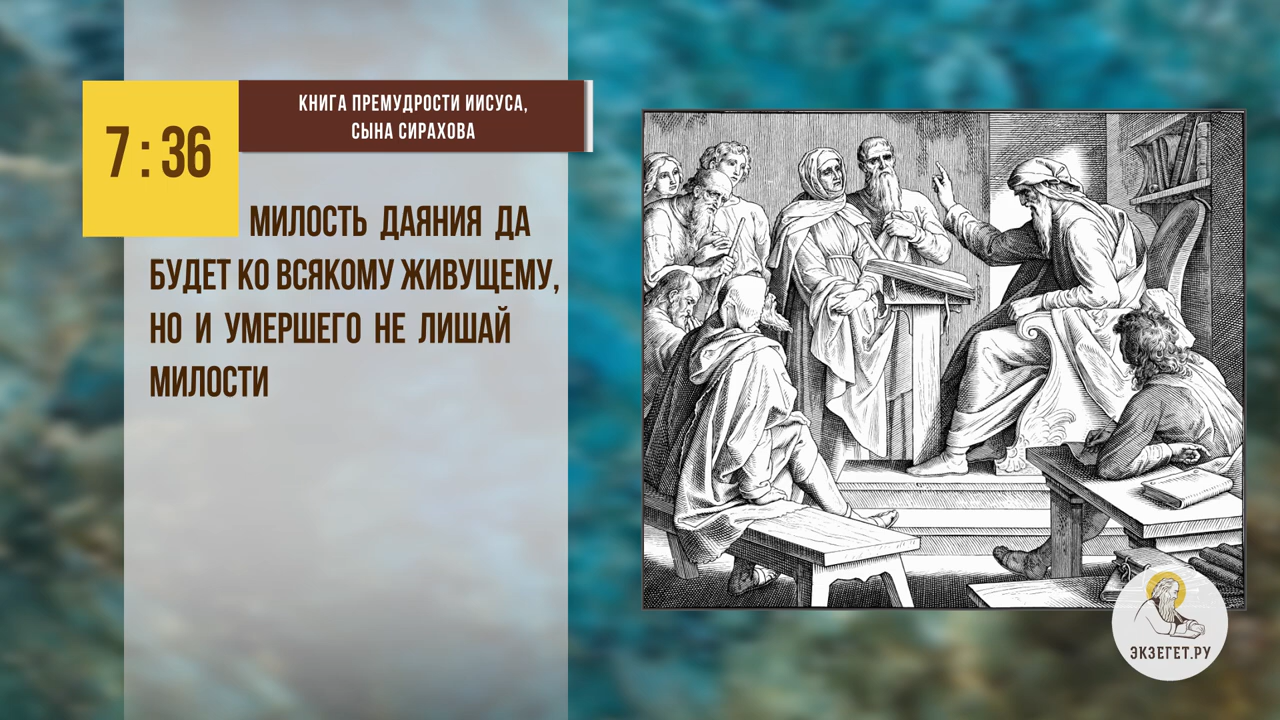 7:36
КНИГА ПРЕМУДРОСТИ ИИСУСА,
СЫНА СИРАХОВА
МИЛОСТЬ ДАЯНИЯ ДА
БУДЕТ КО ВСЯКОМУ ЖИВУЩЕМУ,
НО И УМЕРШЕГО НЕ ЛИШАЙ
МИЛОСТИ
ЭКЗЕГЕТ.РУ